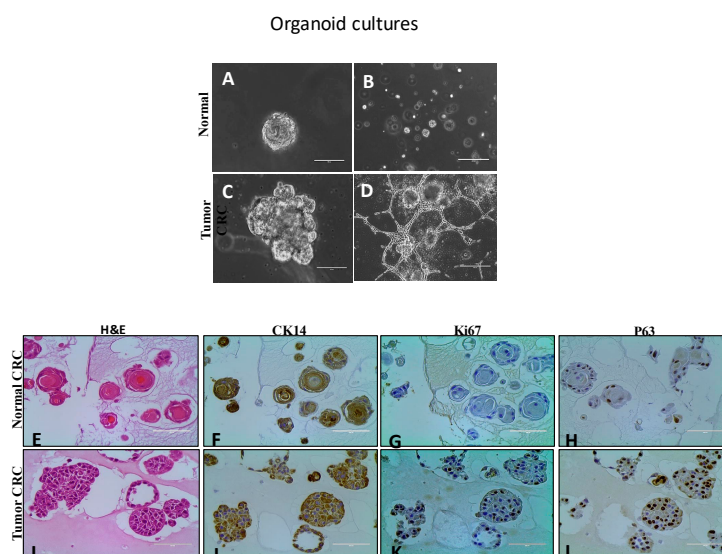 Organoid cultures
A
B
Normal
C
D
Tumor
CRC
H&E
CK14
Ki67
P63
Normal CRC
E
F
G
H
Tumor CRC
K